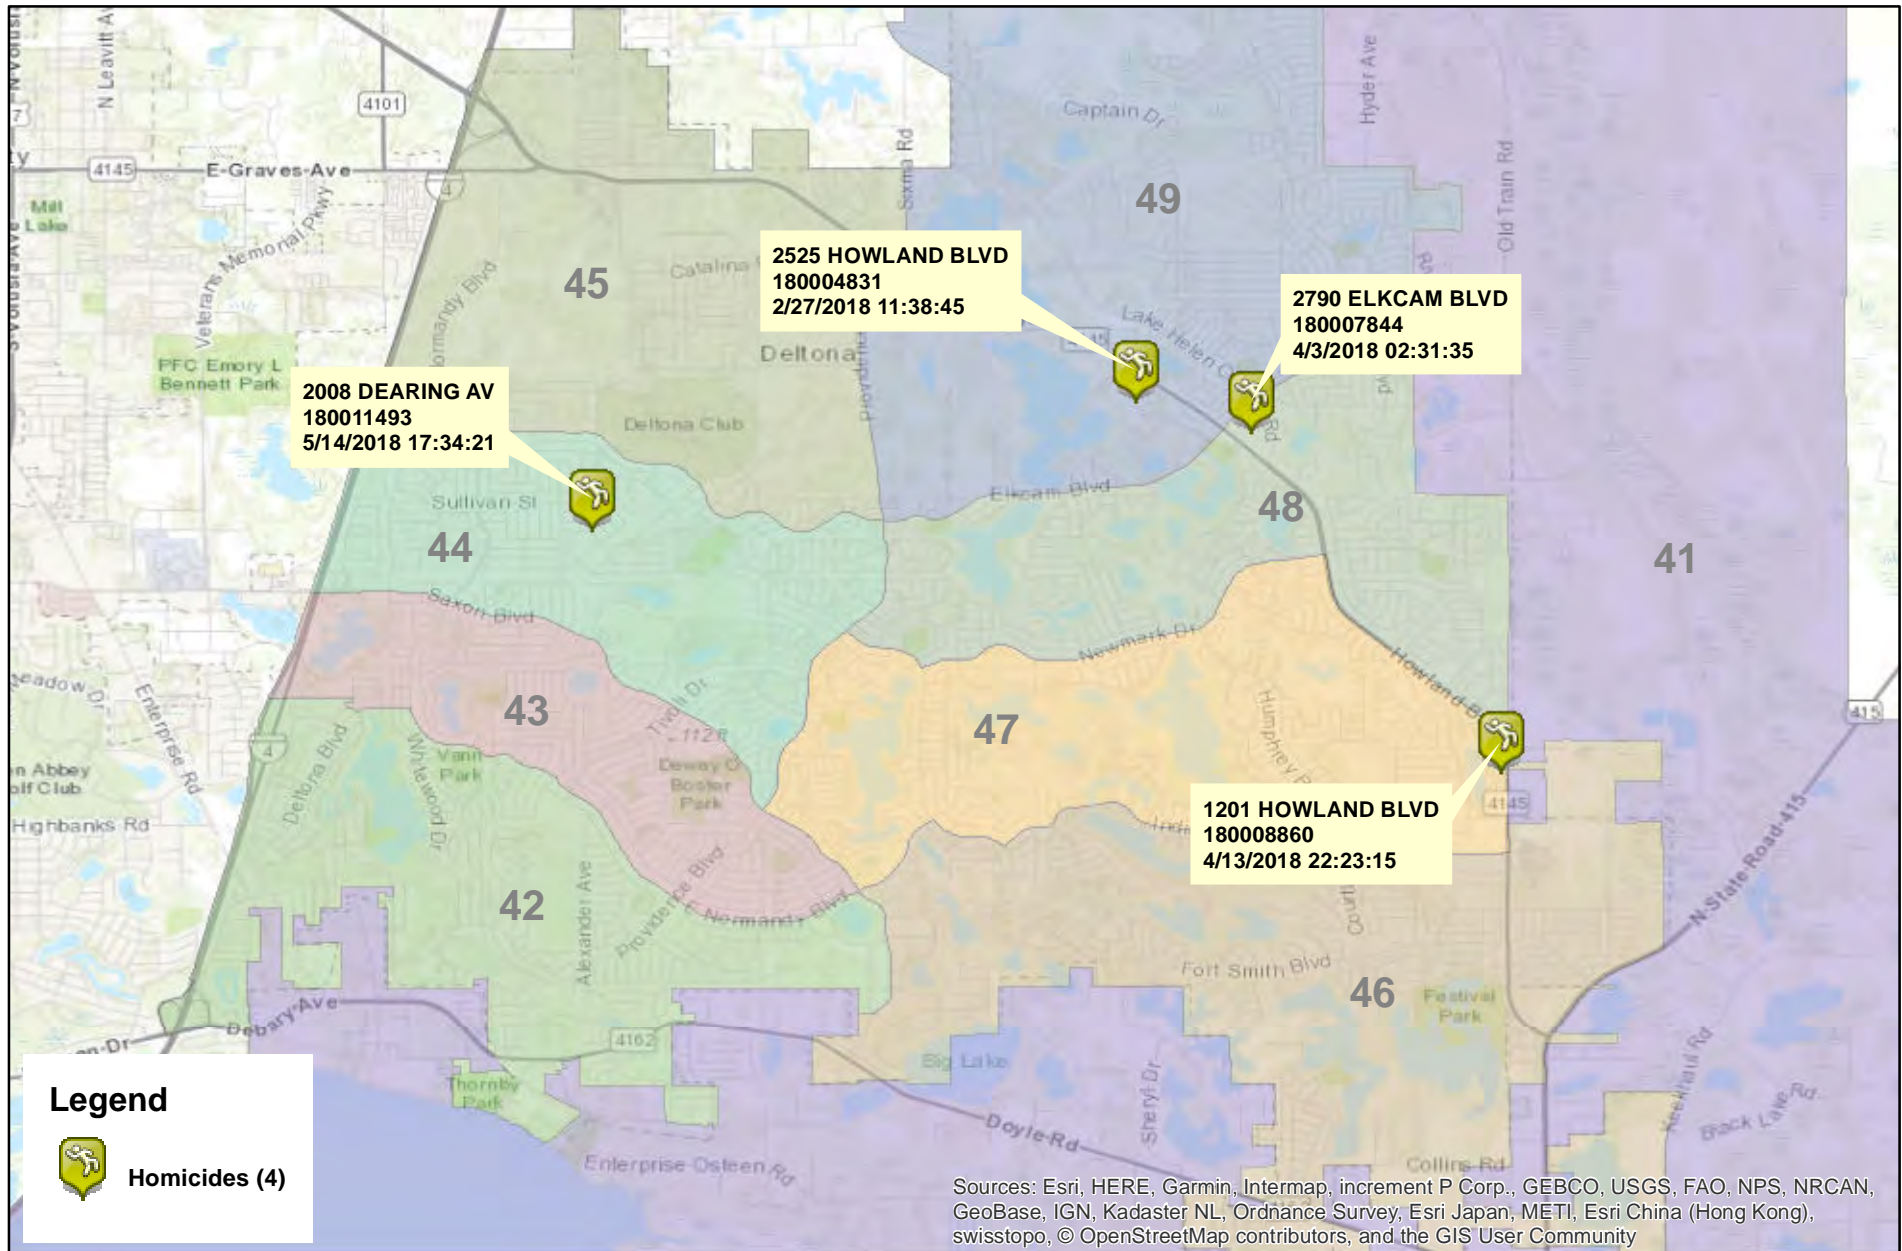 N Leavitt Av
4101
4145
E-Graves-Ave
4
Mill
Lake
Veterans Memorial Pkwy
PFC Emory L
Bennett Park
Captain Dr
Hyder Ave
Old Train Rd
49
45
2525 HOWLAND BLVD
180004831
2/27/2018 11:38:45
2790 ELKCAM BLVD
180007844
4/3/2018 02:31:35
Catalina
Deltona
Lake Helen
Rd
2008 DEARING AV
180011493
5/14/2018 17:34:21
Deltona Club
Sullivan St
Elkcam Blvd
44
48
41
Saxon Blvd
Newmark Dr
Howland B
43
47
Tivoli Dr
Enterprise Rd
415
4
Deltona Blvd
Whitewood Dr
Vann
Park
Dewey O
Boster
Park
Humphrey
n Abbey
olf Club
Highbanks Rd
1201 HOWLAND BLVD
180008860
4/13/2018 22:23:15
4145
N-State-Road-415
42
Alexander Ave
Providence Blvd
E Normandy Blvd
Fort Smith Blvd
46
Festival
Park
Debary-Ave
4162
Big Lake
Thornby
Park
Sheryl Dr
Doyle-Rd
Black Lake Rd
Enterprise Osteen Rd
Collins Rd
Legend
Homicides (4)
Sources: Esri, HERE, Garmin, Intermap, increment P Corp., GEBCO, USGS, FAO, NPS, NRCAN,
GeoBase, IGN, Kadaster NL, Ordnance Survey, Esri Japan, METI, Esri China (Hong Kong),
swisstopo, © OpenStreetMap contributors, and the GIS User Community